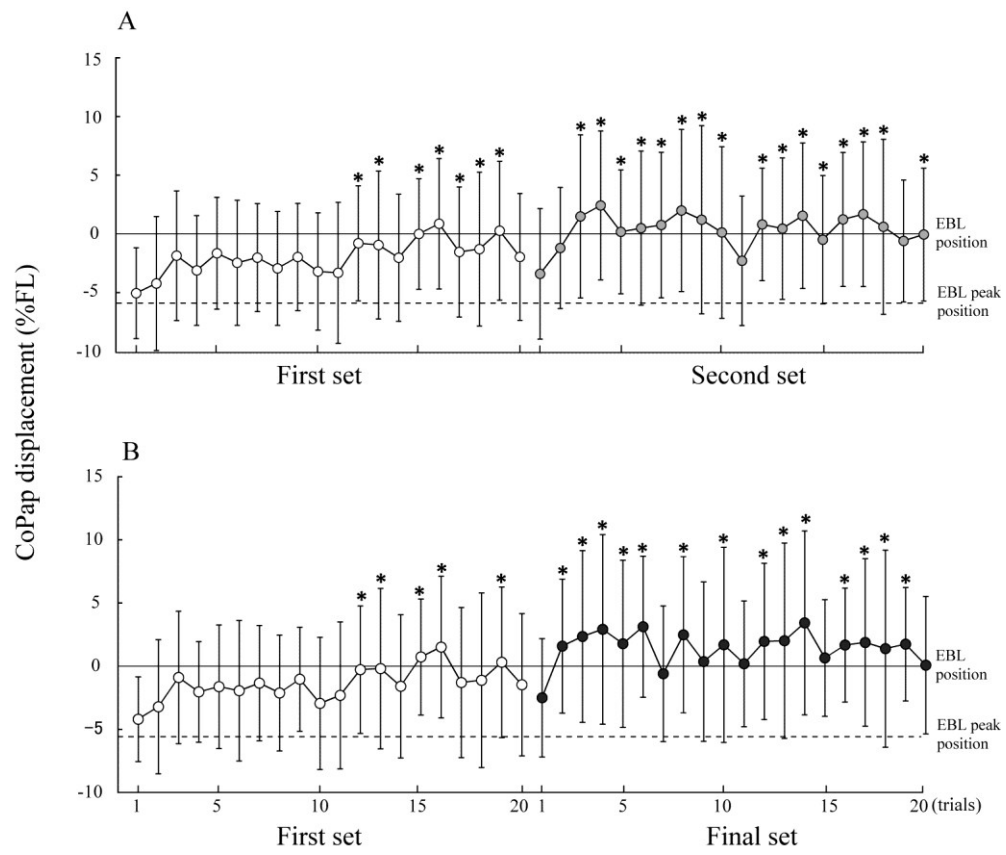 A
CoPap displacement (%FL)
15
10
5
0
-5
-10
* * * * * * * * * * * * * * * * * * * * * *
EBL
position
EBL peak
position
First set
Second set
B
15
10
5
0
-5
-10
* * * * * * * * * * * * * * * * * *
EBL
position
EBL peak
position
1 5 10 15 20 1 5 10 15 20 (trials)
First set
Final set